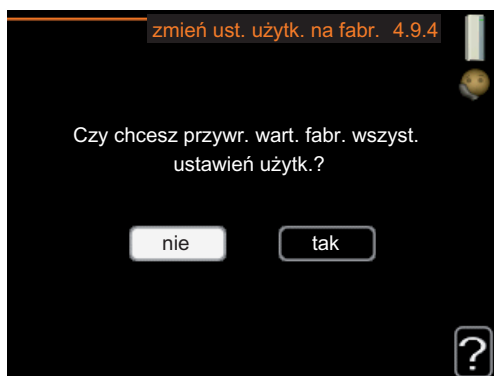 zmień ust. użytk. na fabr. 4.9.4
Czy chcesz przywr. wart. fabr. wszyst.
ustawień użytk.?
nie tak
?